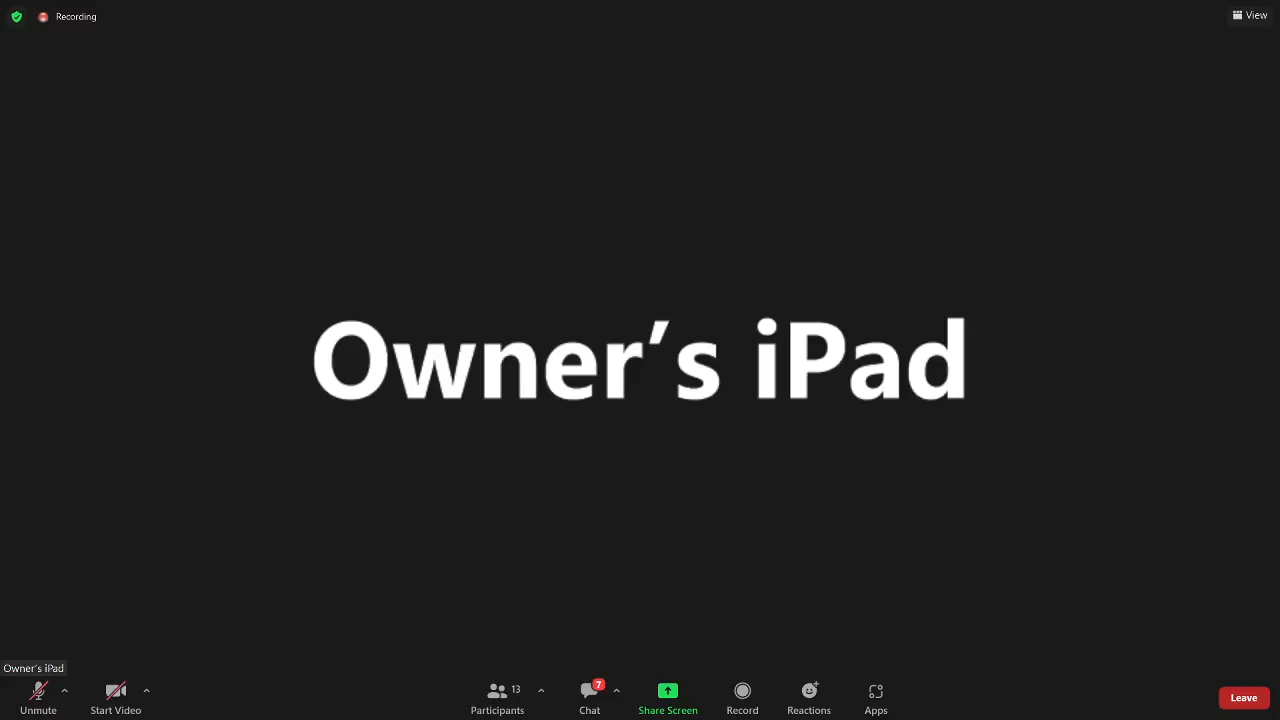 Recording
View
Owner's iPad
Owner's iPad
Unmute
Start Video
13
Participants
7
Chat
Share Screen
Record
Reactions
Apps
Leave